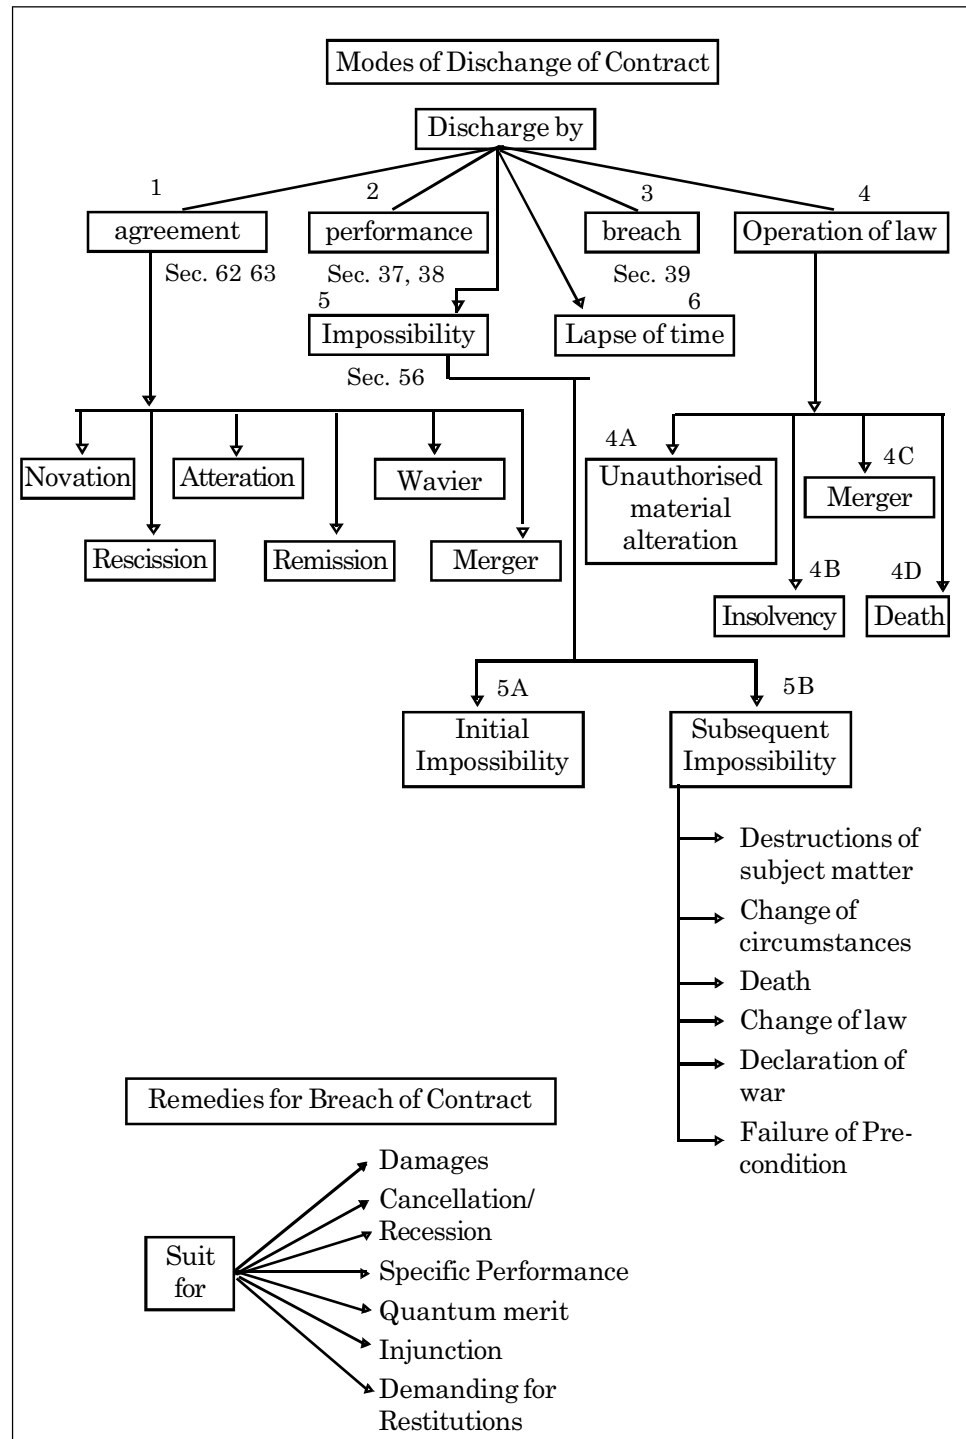 Modes of Dischange of Contract
Discharge by
1
agreement
Sec. 62 63
2
performance
Sec. 37, 38
3
breach
Sec. 39
4
Operation of law
5
Impossibility
Sec. 56
6
Lapse of time
Novation
Atteration
Wavier
Rescission
Remission
Merger
4A
Unauthorised
material
alteration
4C
Merger
4B
Insolvency
4D
Death
5A
Initial
Impossibility
5B
Subsequent
Impossibility
Destructions of
subject matter
Change of
circumstances
Death
Change of law
Declaration of
war
Failure of Pre-
condition
Remedies for Breach of Contract
Suit
for
Damages
Cancellation/
Recession
Specific Performance
Quantum merit
Injunction
Demanding for
Restitutions